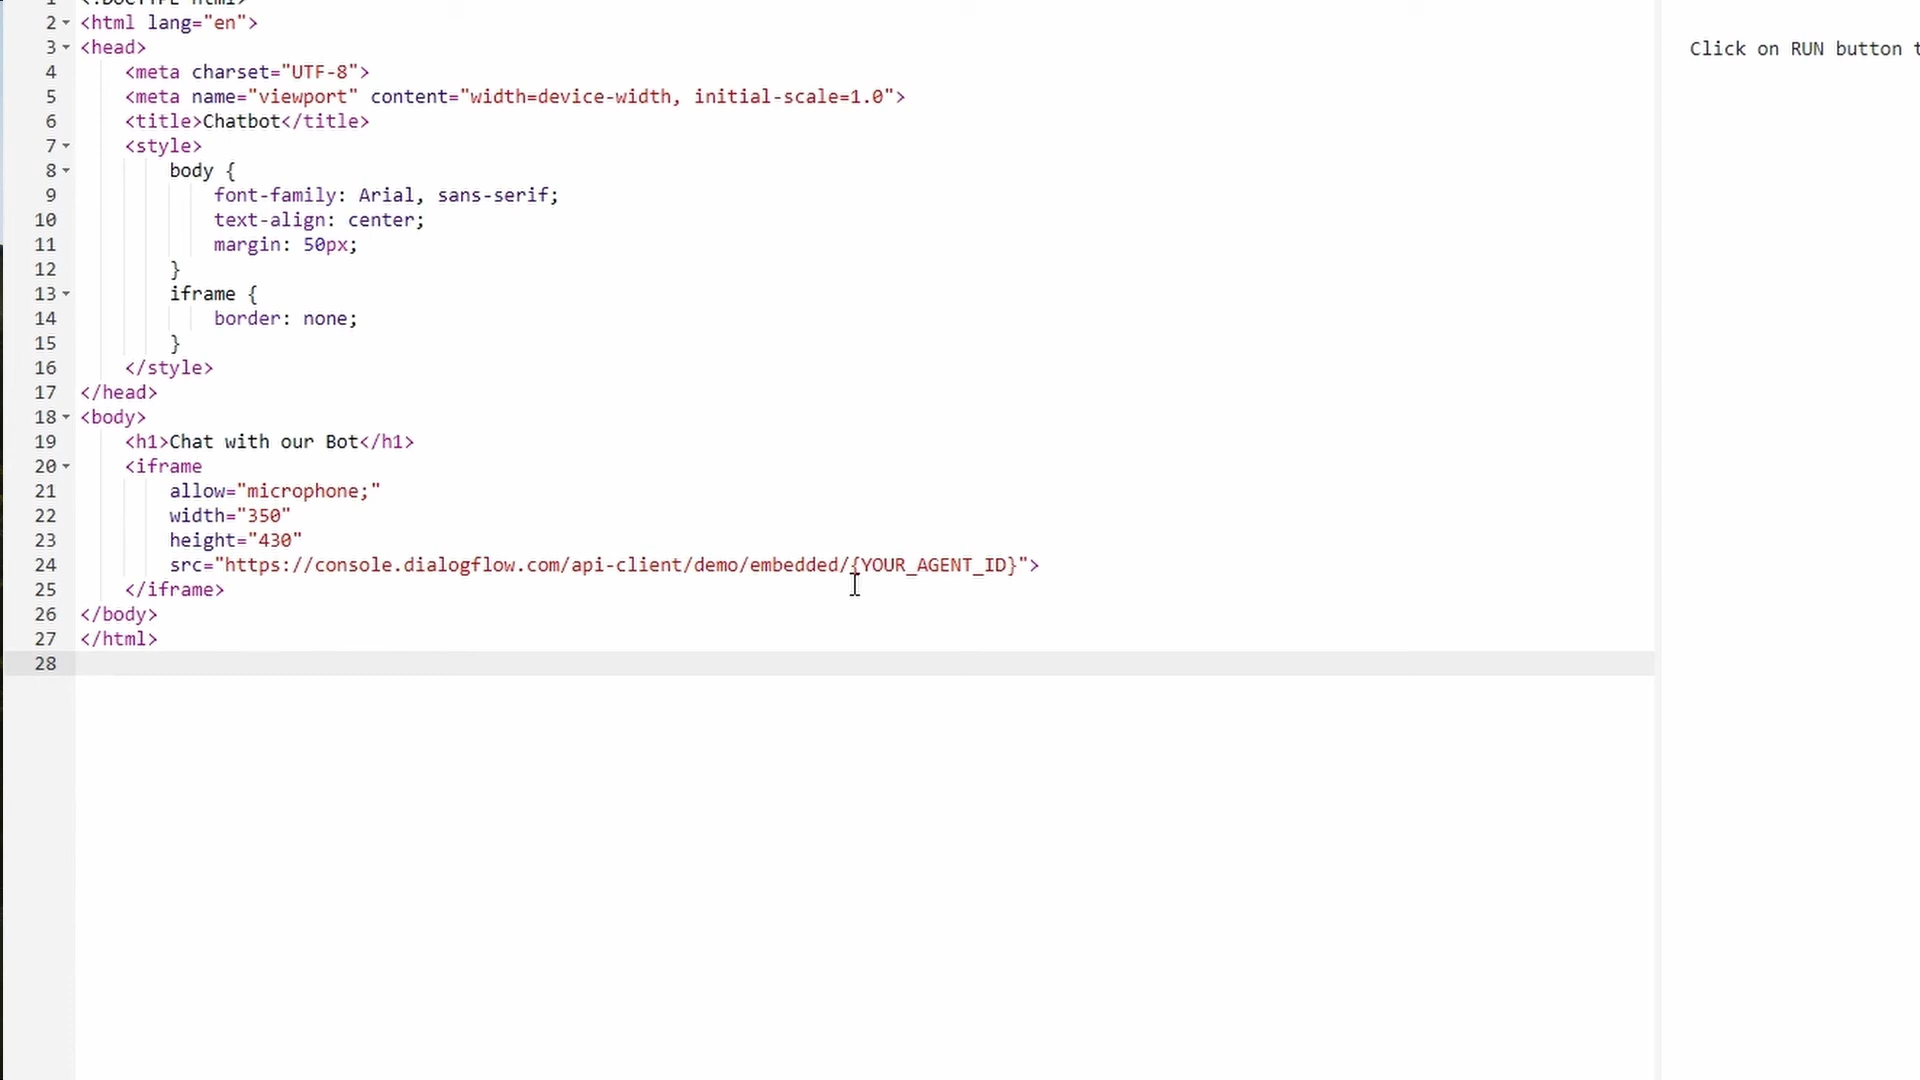 1 <!DOCTYPE html>
2 <html lang="en">
3 <head>
4 <meta charset="UTF-8">
5 <meta name="viewport" content="width=device-width, initial-scale=1.0">
6 <title>Chatbot</title>
7 <style>
8 body {
9 font-family: Arial, sans-serif;
10 text-align: center;
11 margin: 50px;
12 }
13 iframe {
14 border: none;
15 }
16 </style>
17 </head>
18 <body>
19 <h1>Chat with our Bot</h1>
20 <iframe
21 allow="microphone;"
22 width="350"
23 height="430"
24 src="https://console.dialogflow.com/api-client/demo/embedded/{YOUR_AGENT_ID}">
25 </iframe>
26 </body>
27 </html>
28
Click on RUN button t